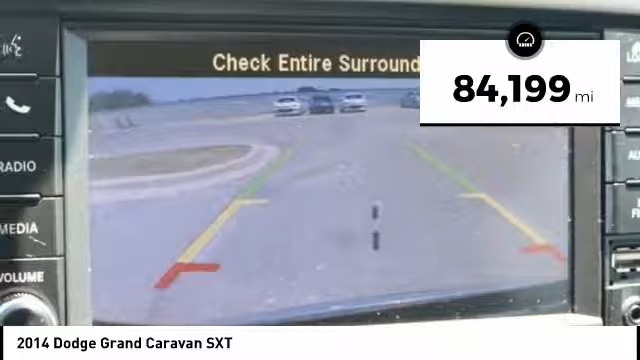 Check Entire Surround
84,199 mi
RADIO
MEDIA
VOLUME
2014 Dodge Grand Caravan SXT